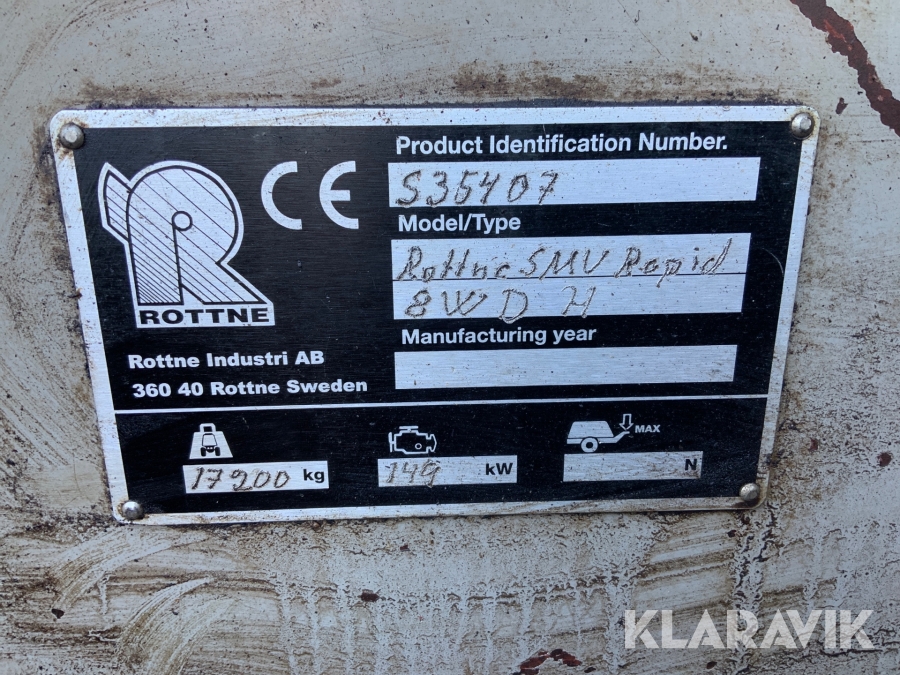 Product Identification Number.
S35407
Model/Type
Rottne SMV Rapid
8WD H
Manufacturing year
CE
ROTTNE
Rottne Industri AB
360 40 Rottne Sweden
17200 kg
149 kW
MAX
N
KLARAVIK